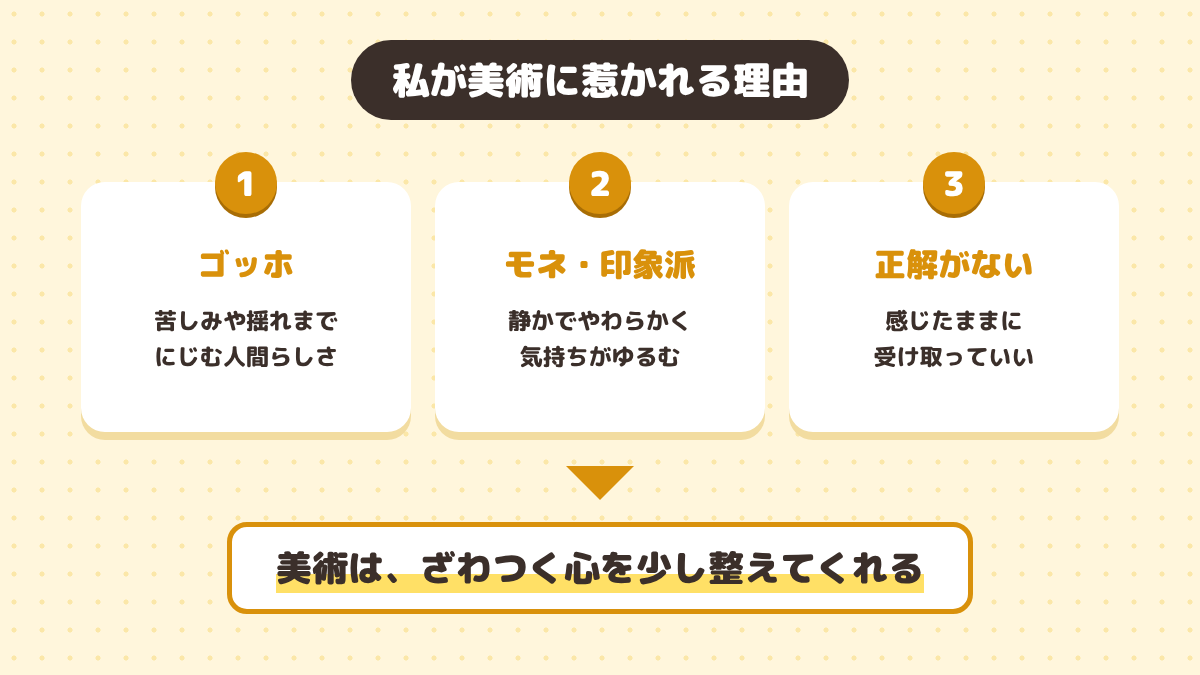 私が美術に惹かれる理由
1
ゴッホ
苦しみや揺れまで
にじむ人間らしさ
2
モネ・印象派
静かでやわらかく
気持ちがゆるむ
3
正解がない
感じたままに
受け取っていい
美術は、ざわつく心を少し整えてくれる